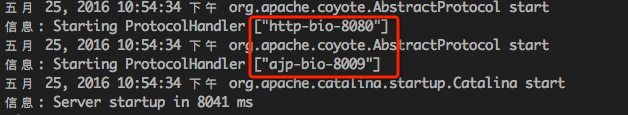 五月 25, 2016 10:54:34 下午 org.apache.coyote.AbstractProtocol start
信息: Starting ProtocolHandler ["http-bio-8080"]
五月 25, 2016 10:54:34 下午 org.apache.coyote.AbstractProtocol start
信息: Starting ProtocolHandler ["ajp-bio-8009"]
五月 25, 2016 10:54:34 下午 org.apache.catalina.startup.Catalina start
信息: Server startup in 8041 ms